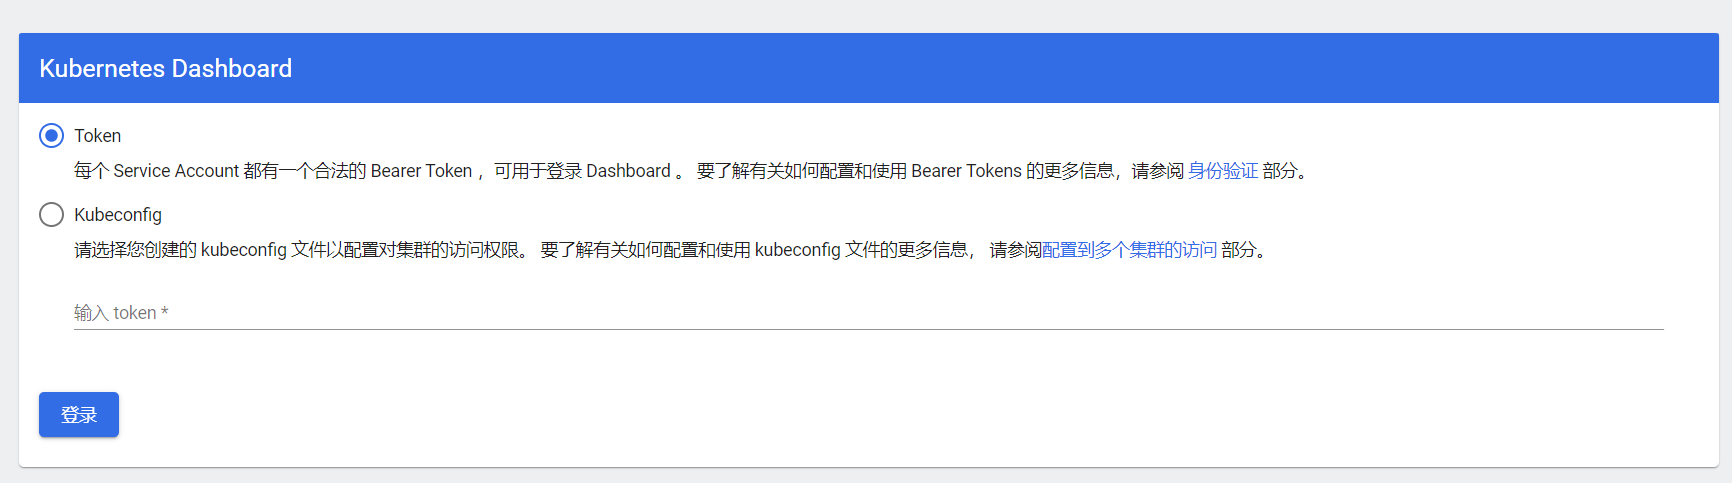 Kubernetes Dashboard
Token
每个 Service Account 都有一个合法的 Bearer Token ，可用于登录 Dashboard 。 要了解有关如何配置和使用 Bearer Tokens 的更多信息，请参阅 身份验证 部分。
Kubeconfig
请选择您创建的 kubeconfig 文件以配置对集群的访问权限。 要了解有关如何配置和使用 kubeconfig 文件的更多信息， 请参阅配置到多个集群的访问 部分。
输入 token *
登录